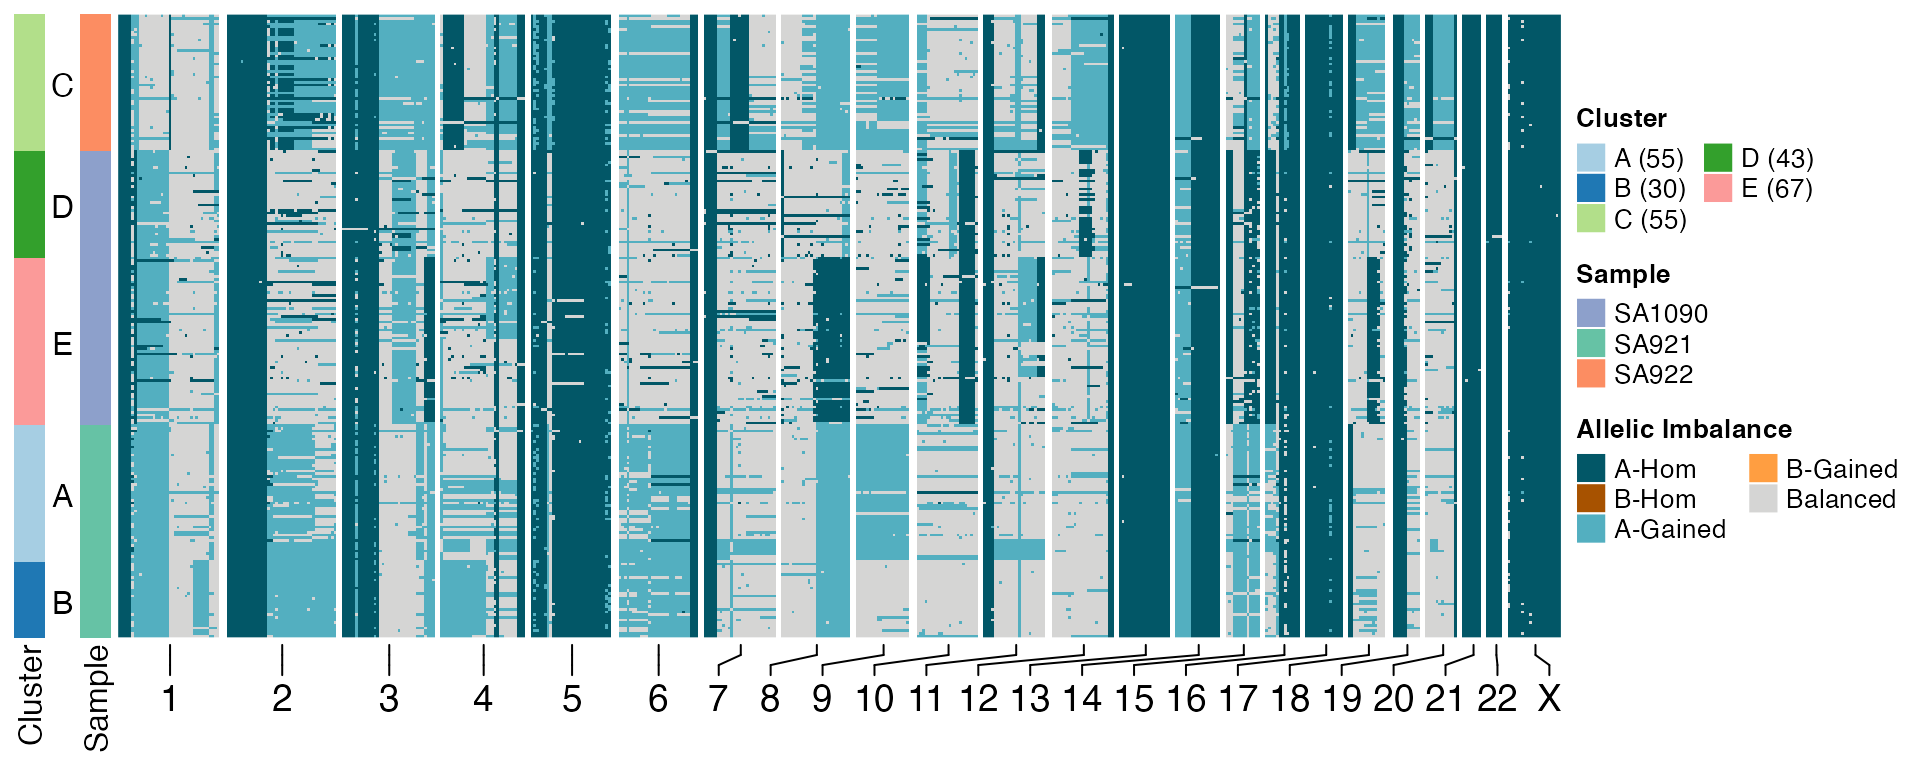 C
D
E
A
B
Cluster
Sample
1 2 3 4 5 6 7 8 9 10 11 12 13 14 15 16 17 18 19 20 21 22 X
Cluster
A (55) D (43)
B (30) E (67)
C (55)
Sample
SA1090
SA921
SA922
Allelic Imbalance
A-Hom B-Gained
B-Hom Balanced
A-Gained